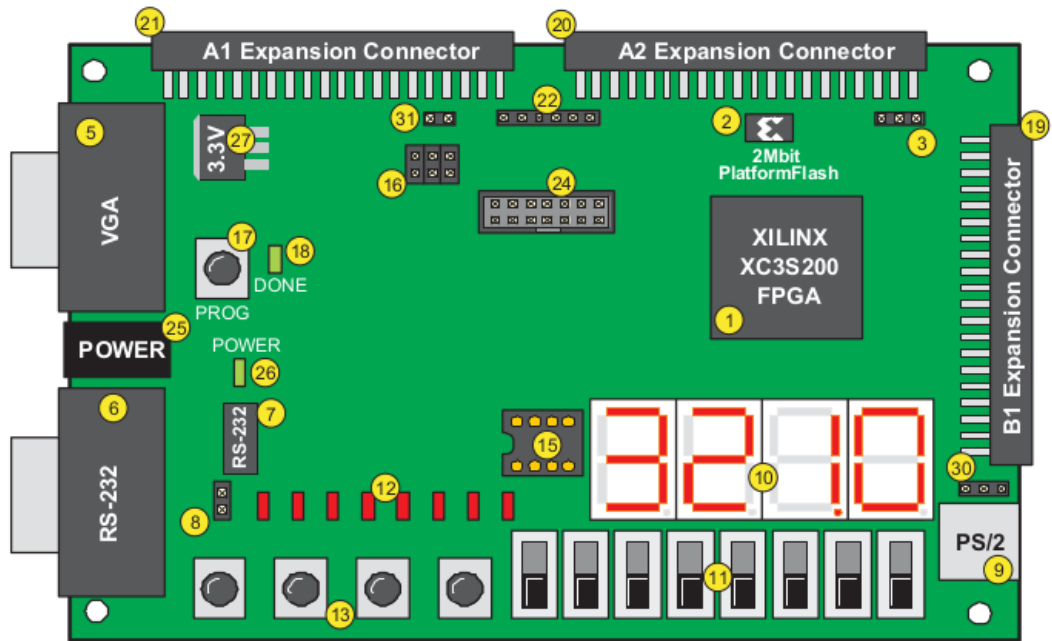 21
A1 Expansion Connector
20
A2 Expansion Connector
5
VGA
3.3V
27
31
22
2
2Mbit
PlatformFlash
3
19
B1 Expansion Connector
16
24
17
PROG
18
DONE
XILINX
XC3S200
FPGA
1
25
POWER
POWER
26
6
RS-232
7
RS-232
8
12
15
321.0
10
30
PS/2
9
13
11